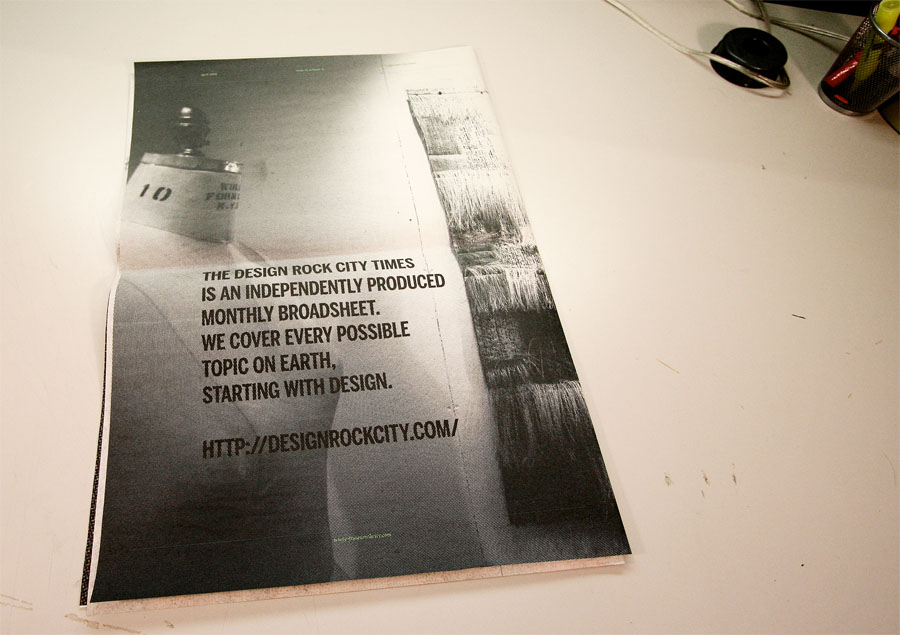 10
THE DESIGN ROCK CITY TIMES
IS AN INDEPENDENTLY PRODUCED
MONTHLY BROADSHEET.
WE COVER EVERY POSSIBLE
TOPIC ON EARTH,
STARTING WITH DESIGN.
HTTP://DESIGNROCKCITY.COM/